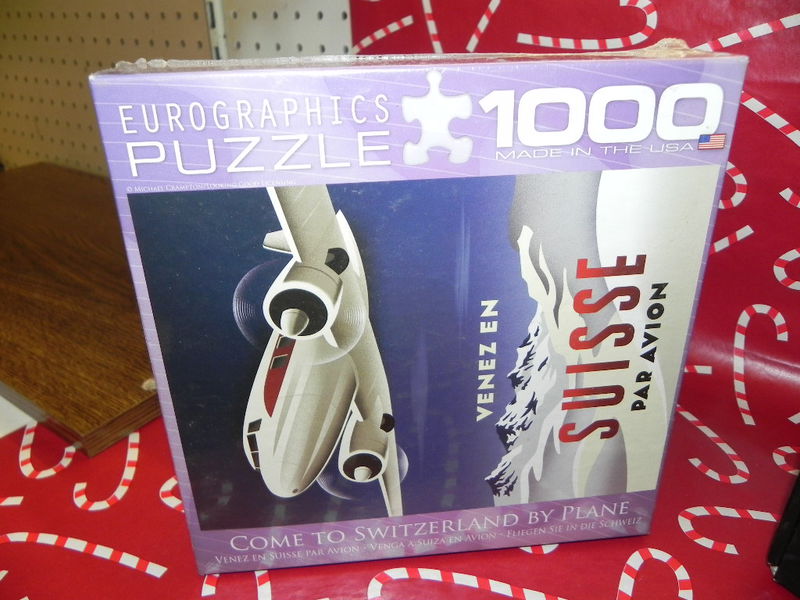 EUROGRAPHICS
PUZZLE
1000
MADE IN THE USA
VENEZ EN
SUISSE
PAR AVION
COME TO SWITZERLAND BY PLANE
VENEZ EN SUISSE PAR AVION - VENGA A SUIZA EN AVION - FLIEGEN SIE IN DIE SCHWEIZ